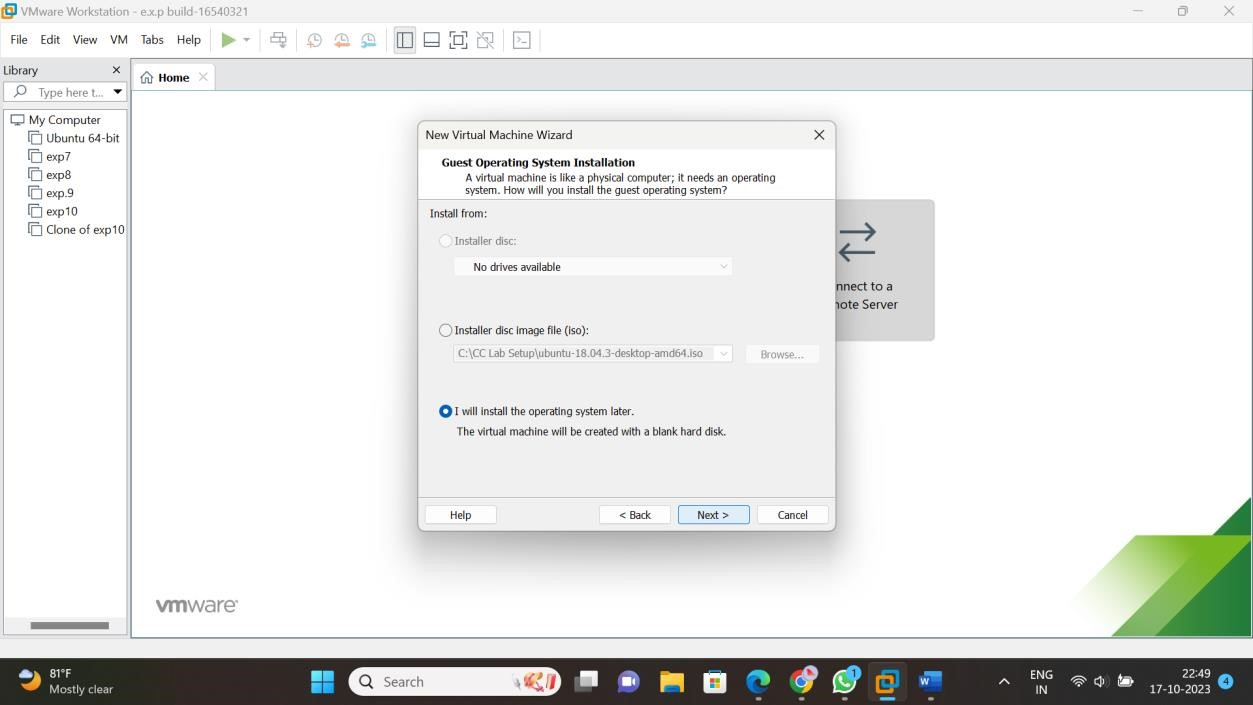 VMware Workstation - e.x.p build-16540321
File Edit View VM Tabs Help
Library
Type here t...
My Computer
Ubuntu 64-bit
exp7
exp8
exp.9
exp10
Clone of exp10
Home
New Virtual Machine Wizard
Guest Operating System Installation
A virtual machine is like a physical computer; it needs an operating
system. How will you install the guest operating system?
Install from:
Installer disc:
No drives available
Installer disc image file (iso):
C:\CC Lab Setup\ubuntu-18.04.3-desktop-amd64.iso
Browse...
I will install the operating system later.
The virtual machine will be created with a blank hard disk.
Help
< Back
Next >
Cancel
nnect to a
note Server
vmware
81°F
Mostly clear
Search
1
W
ENG
IN
22:49
17-10-2023
4